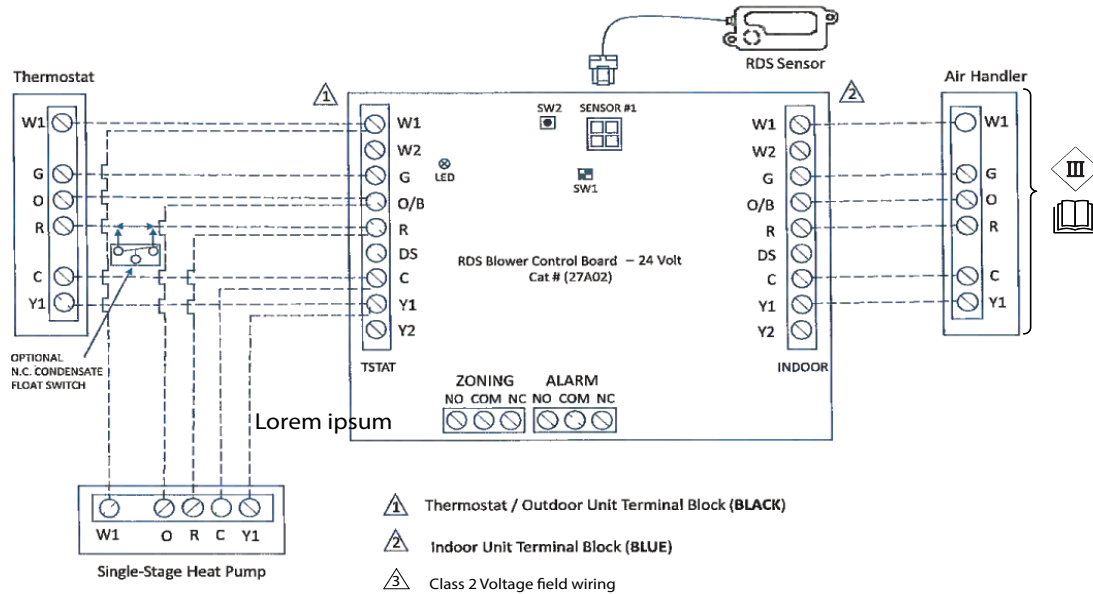 RDS Sensor
Thermostat
1
2
Air Handler
W1
G
O
R
C
Y1
OPTIONAL
N.C. CONDENSATE
FLOAT SWITCH
W1
W2
G
O/B
R
DS
C
Y1
Y2
TSTAT
SW2
SENSOR #1
LED
SW1
RDS Blower Control Board – 24 Volt
Cat # (27A02)
W1
W2
G
O/B
R
DS
C
Y1
Y2
INDOOR
W1
G
O
R
C
Y1
III
ZONING
NO COM NC
ALARM
NO COM NC
Lorem ipsum
W1 O R C Y1
Single-Stage Heat Pump
1 Thermostat / Outdoor Unit Terminal Block (BLACK)
2 Indoor Unit Terminal Block (BLUE)
3 Class 2 Voltage field wiring